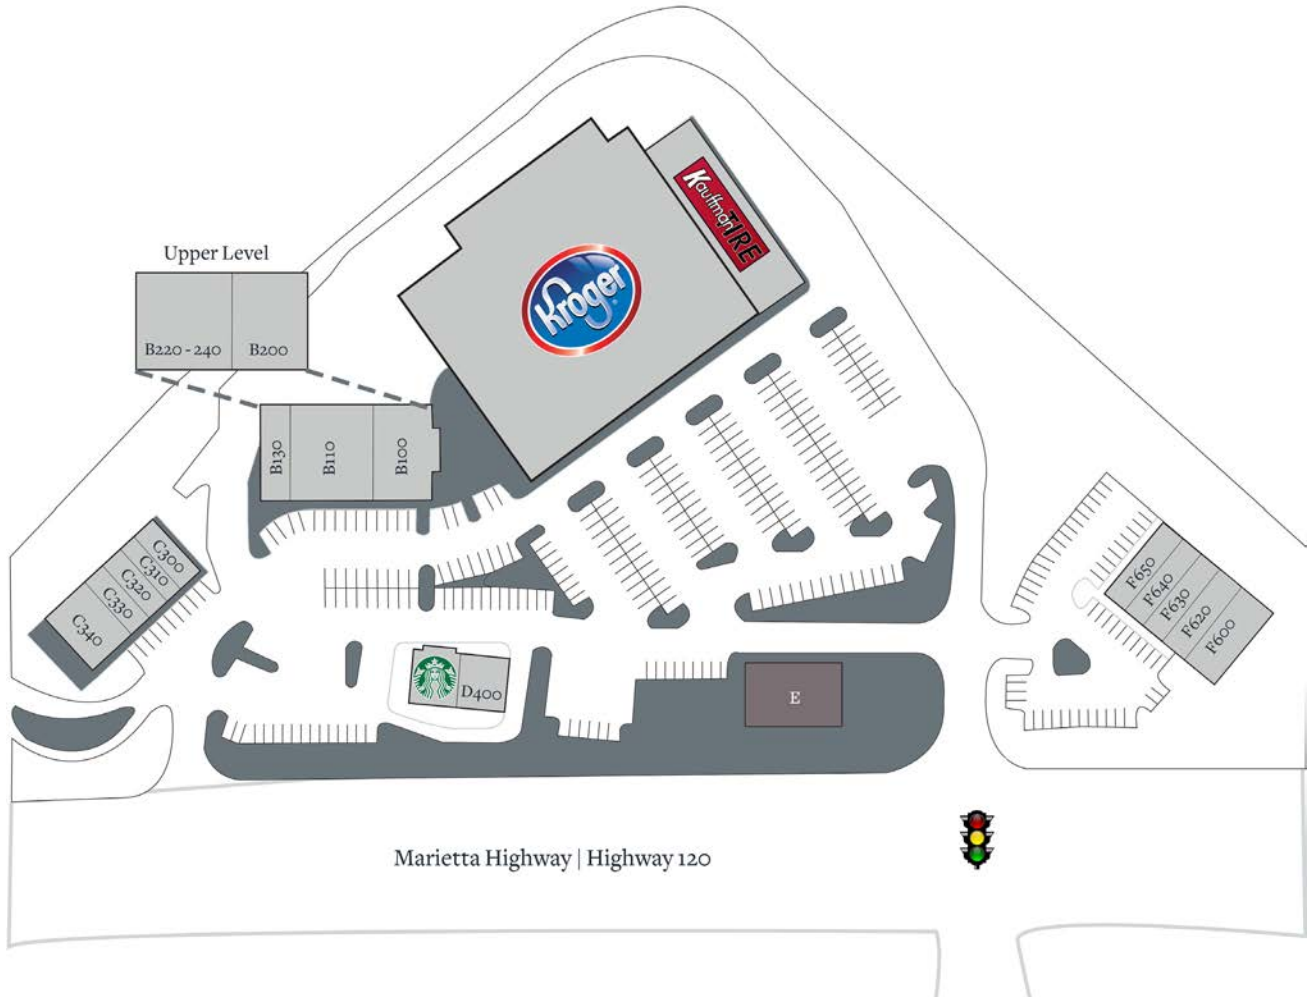 Kauffman TIRE
Upper Level
Kroger
B220 - 240
B200
B130
B110
B100
C300
C310
C320
C330
C340
F650
F640
F630
F620
F600
D400
E
Marietta Highway | Highway 120